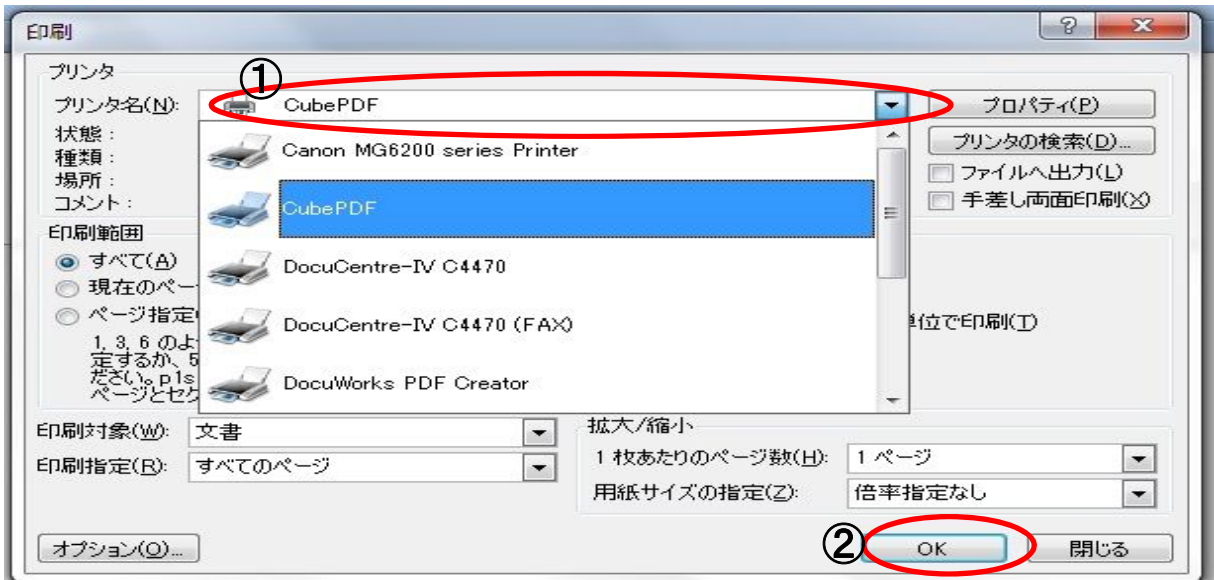 印刷
プリンタ
①
プリンタ名(N): CubePDF プロパティ(P)
状態: プリンタの検索(D)...
種類:
場所: ファイルへ出力(L)
コメント: 手差し両面印刷(X)
Canon MG6200 series Printer
CubePDF
DocuCentre-IV C4470
DocuCentre-IV C4470 (FAX)
DocuWorks PDF Creator
印刷範囲
すべて(A)
現在のペー
ページ指定
1, 3, 6 のよ
定するか、5
ださい。p1s
ページとセク
単位で印刷(T)
印刷対象(W): 文書
印刷指定(R): すべてのページ
拡大/縮小
1 枚あたりのページ数(H): 1 ページ
用紙サイズの指定(Z): 倍率指定なし
オプション(O)...
②
OK
閉じる